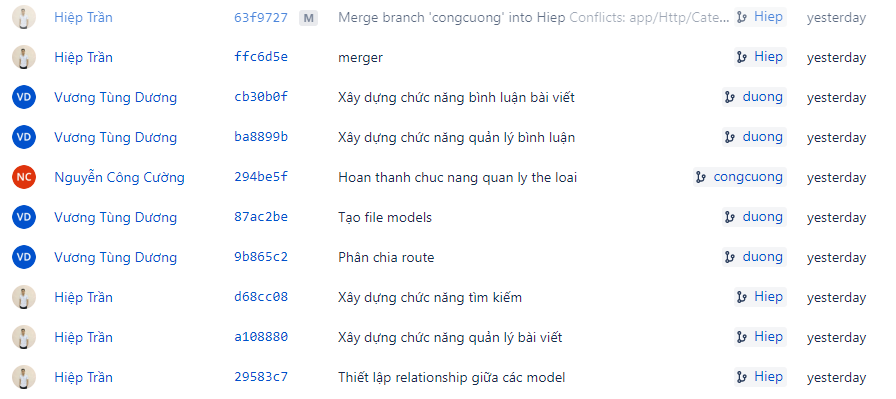 Hiệp Trần 63f9727 M Merge branch 'congcuong' into Hiep Conflicts: app/Http/Cate... Hiep yesterday
Hiệp Trần ffc6d5e merger Hiep yesterday
VD Vương Tùng Dương cb30b0f Xây dựng chức năng bình luận bài viết duong yesterday
VD Vương Tùng Dương ba8899b Xây dựng chức năng quản lý bình luận duong yesterday
NC Nguyễn Công Cường 294be5f Hoan thanh chuc nang quan ly the loai congcuong yesterday
VD Vương Tùng Dương 87ac2be Tạo file models duong yesterday
VD Vương Tùng Dương 9b865c2 Phân chia route duong yesterday
Hiệp Trần d68cc08 Xây dựng chức năng tìm kiếm Hiep yesterday
Hiệp Trần a108880 Xây dựng chức năng quản lý bài viết Hiep yesterday
Hiệp Trần 29583c7 Thiết lập relationship giữa các model Hiep yesterday